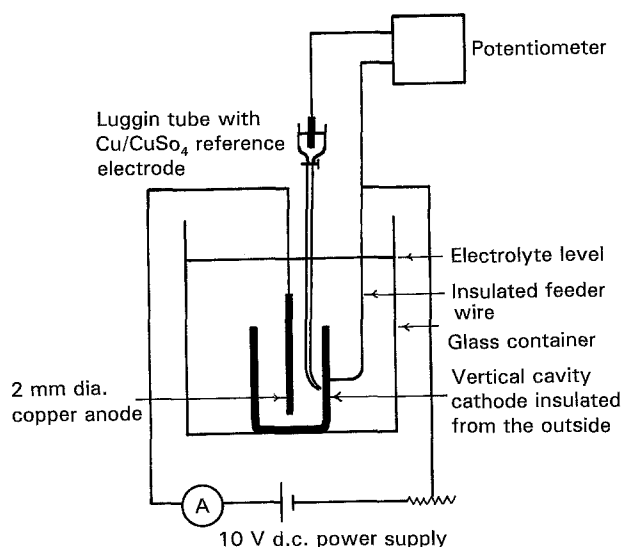 Potentiometer
Luggin tube with
Cu/CuSo4 reference
electrode
Electrolyte level
Insulated feeder
wire
Glass container
2 mm dia.
copper anode
Vertical cavity
cathode insulated
from the outside
A
10 V d.c. power supply